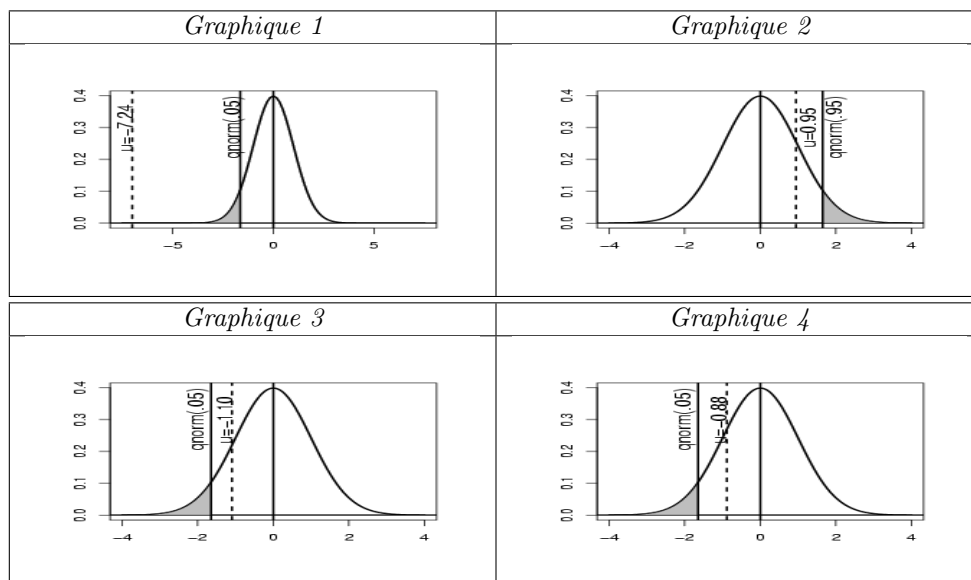 Graphique 1
Graphique 2
u=-7.24
qnorm(.05)
0.0 0.1 0.2 0.3 0.4
-5 0 5
u=0.95
qnorm(.95)
0.0 0.1 0.2 0.3 0.4
-4 -2 0 2 4
Graphique 3
Graphique 4
qnorm(.05)
u=-1.10
0.0 0.1 0.2 0.3 0.4
-4 -2 0 2 4
qnorm(.05)
u=-0.88
0.0 0.1 0.2 0.3 0.4
-4 -2 0 2 4